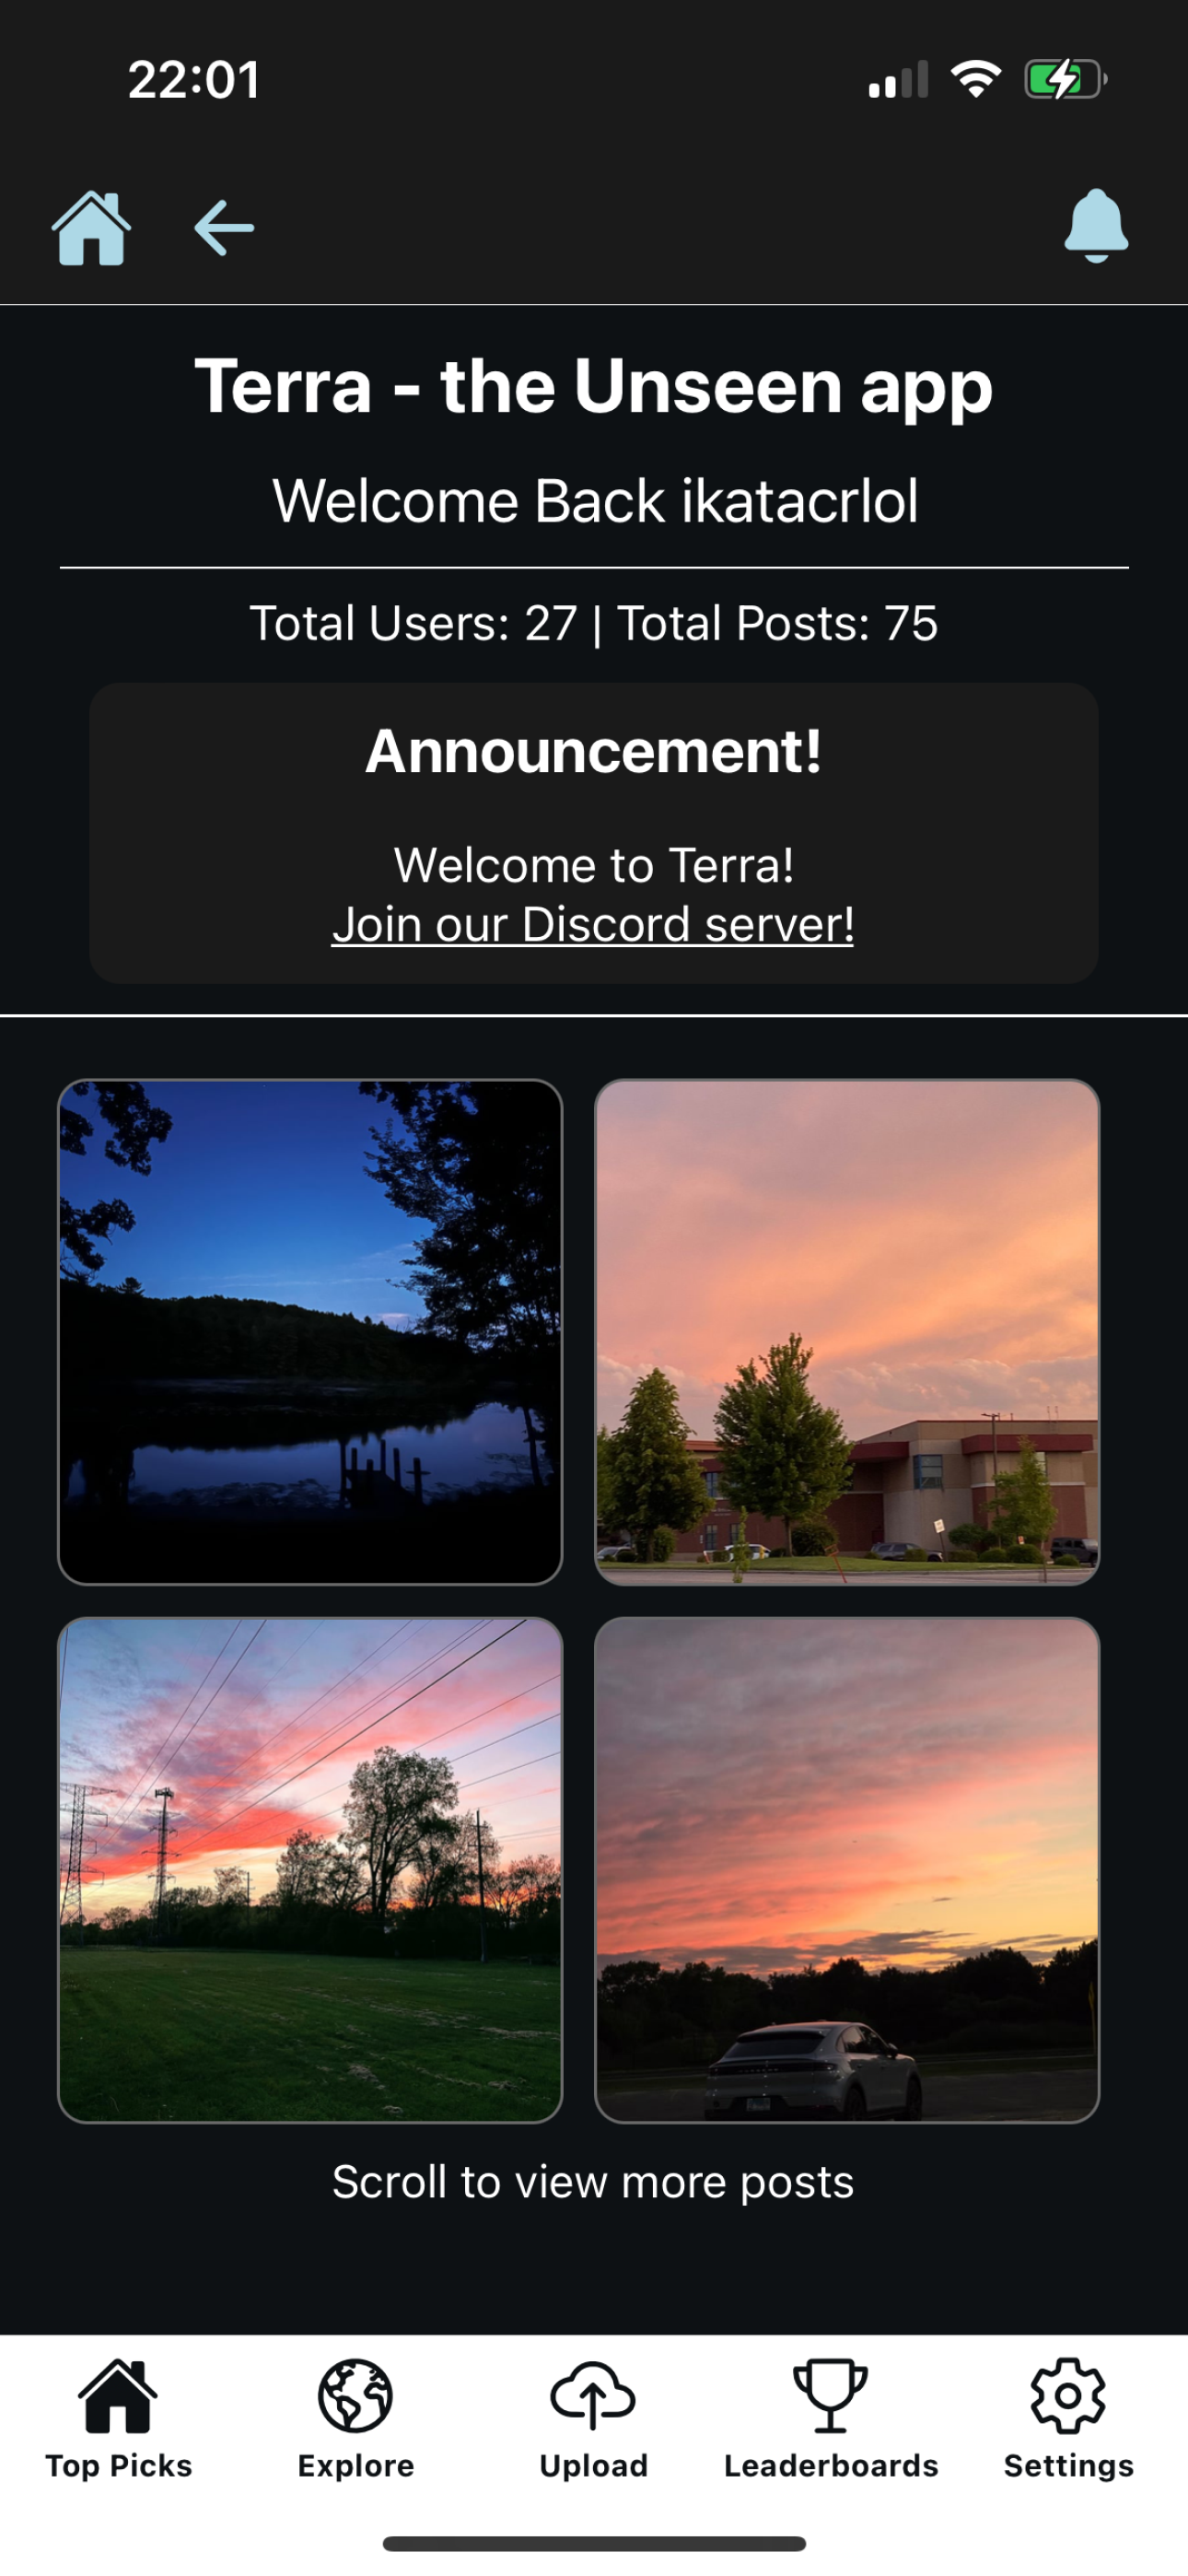 22:01
Terra - the Unseen app
Welcome Back ikatacrlol
Total Users: 27 | Total Posts: 75
Announcement!
Welcome to Terra!
Join our Discord server!
Scroll to view more posts
Top Picks
Explore
Upload
Leaderboards
Settings